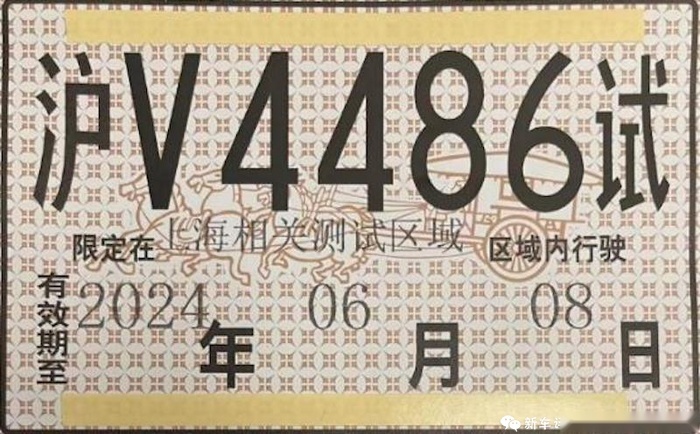 沪V4486试
限定在上海相关测试区域区域内行驶
有效期至2024年06月08日
新车